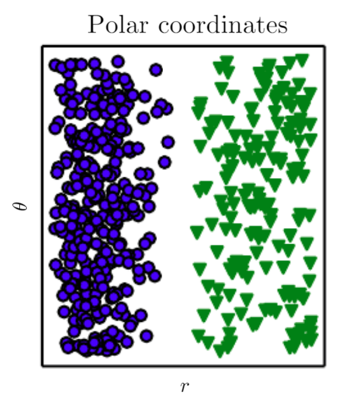 Polar coordinates
θ
r